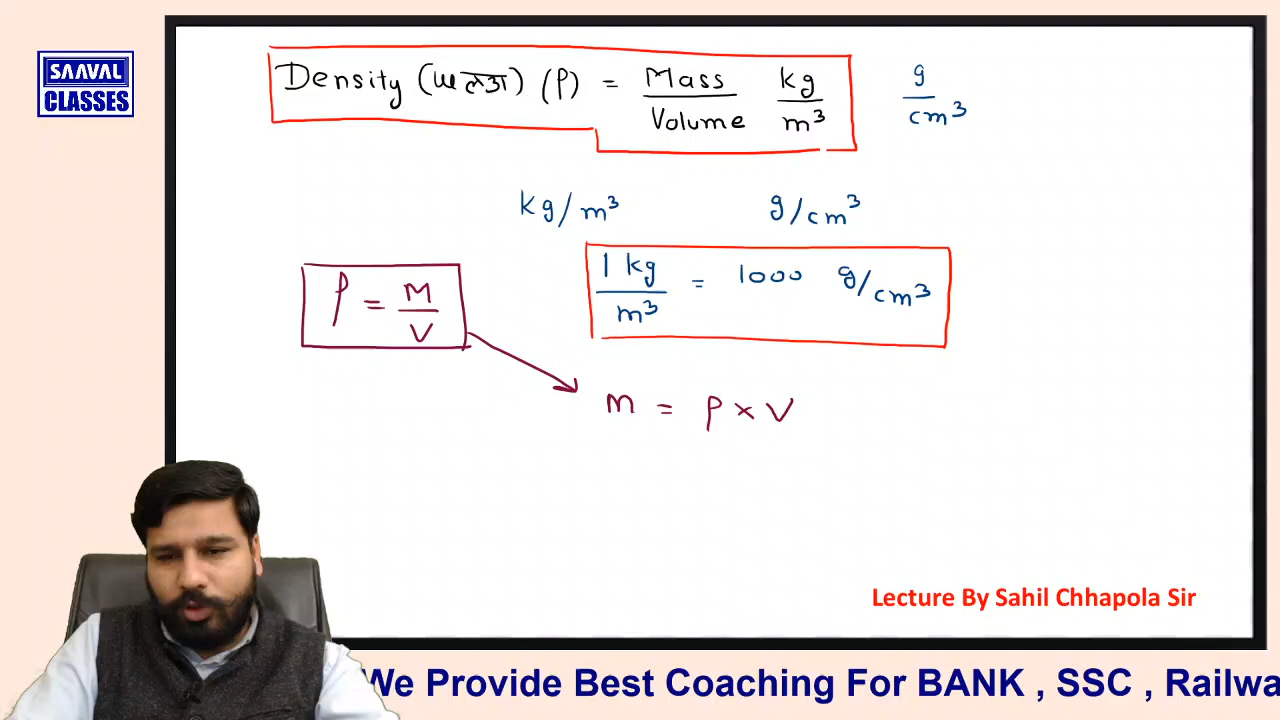 SAAVAL
CLASSES
Density (घनत्व) (ρ) = Mass/Volume kg/m³ g/cm³
kg/m³ g/cm³
1 kg/m³ = 1000 g/cm³
ρ = M/V
m = ρ × V
Lecture By Sahil Chhapola Sir
We Provide Best Coaching For BANK , SSC , Railwa